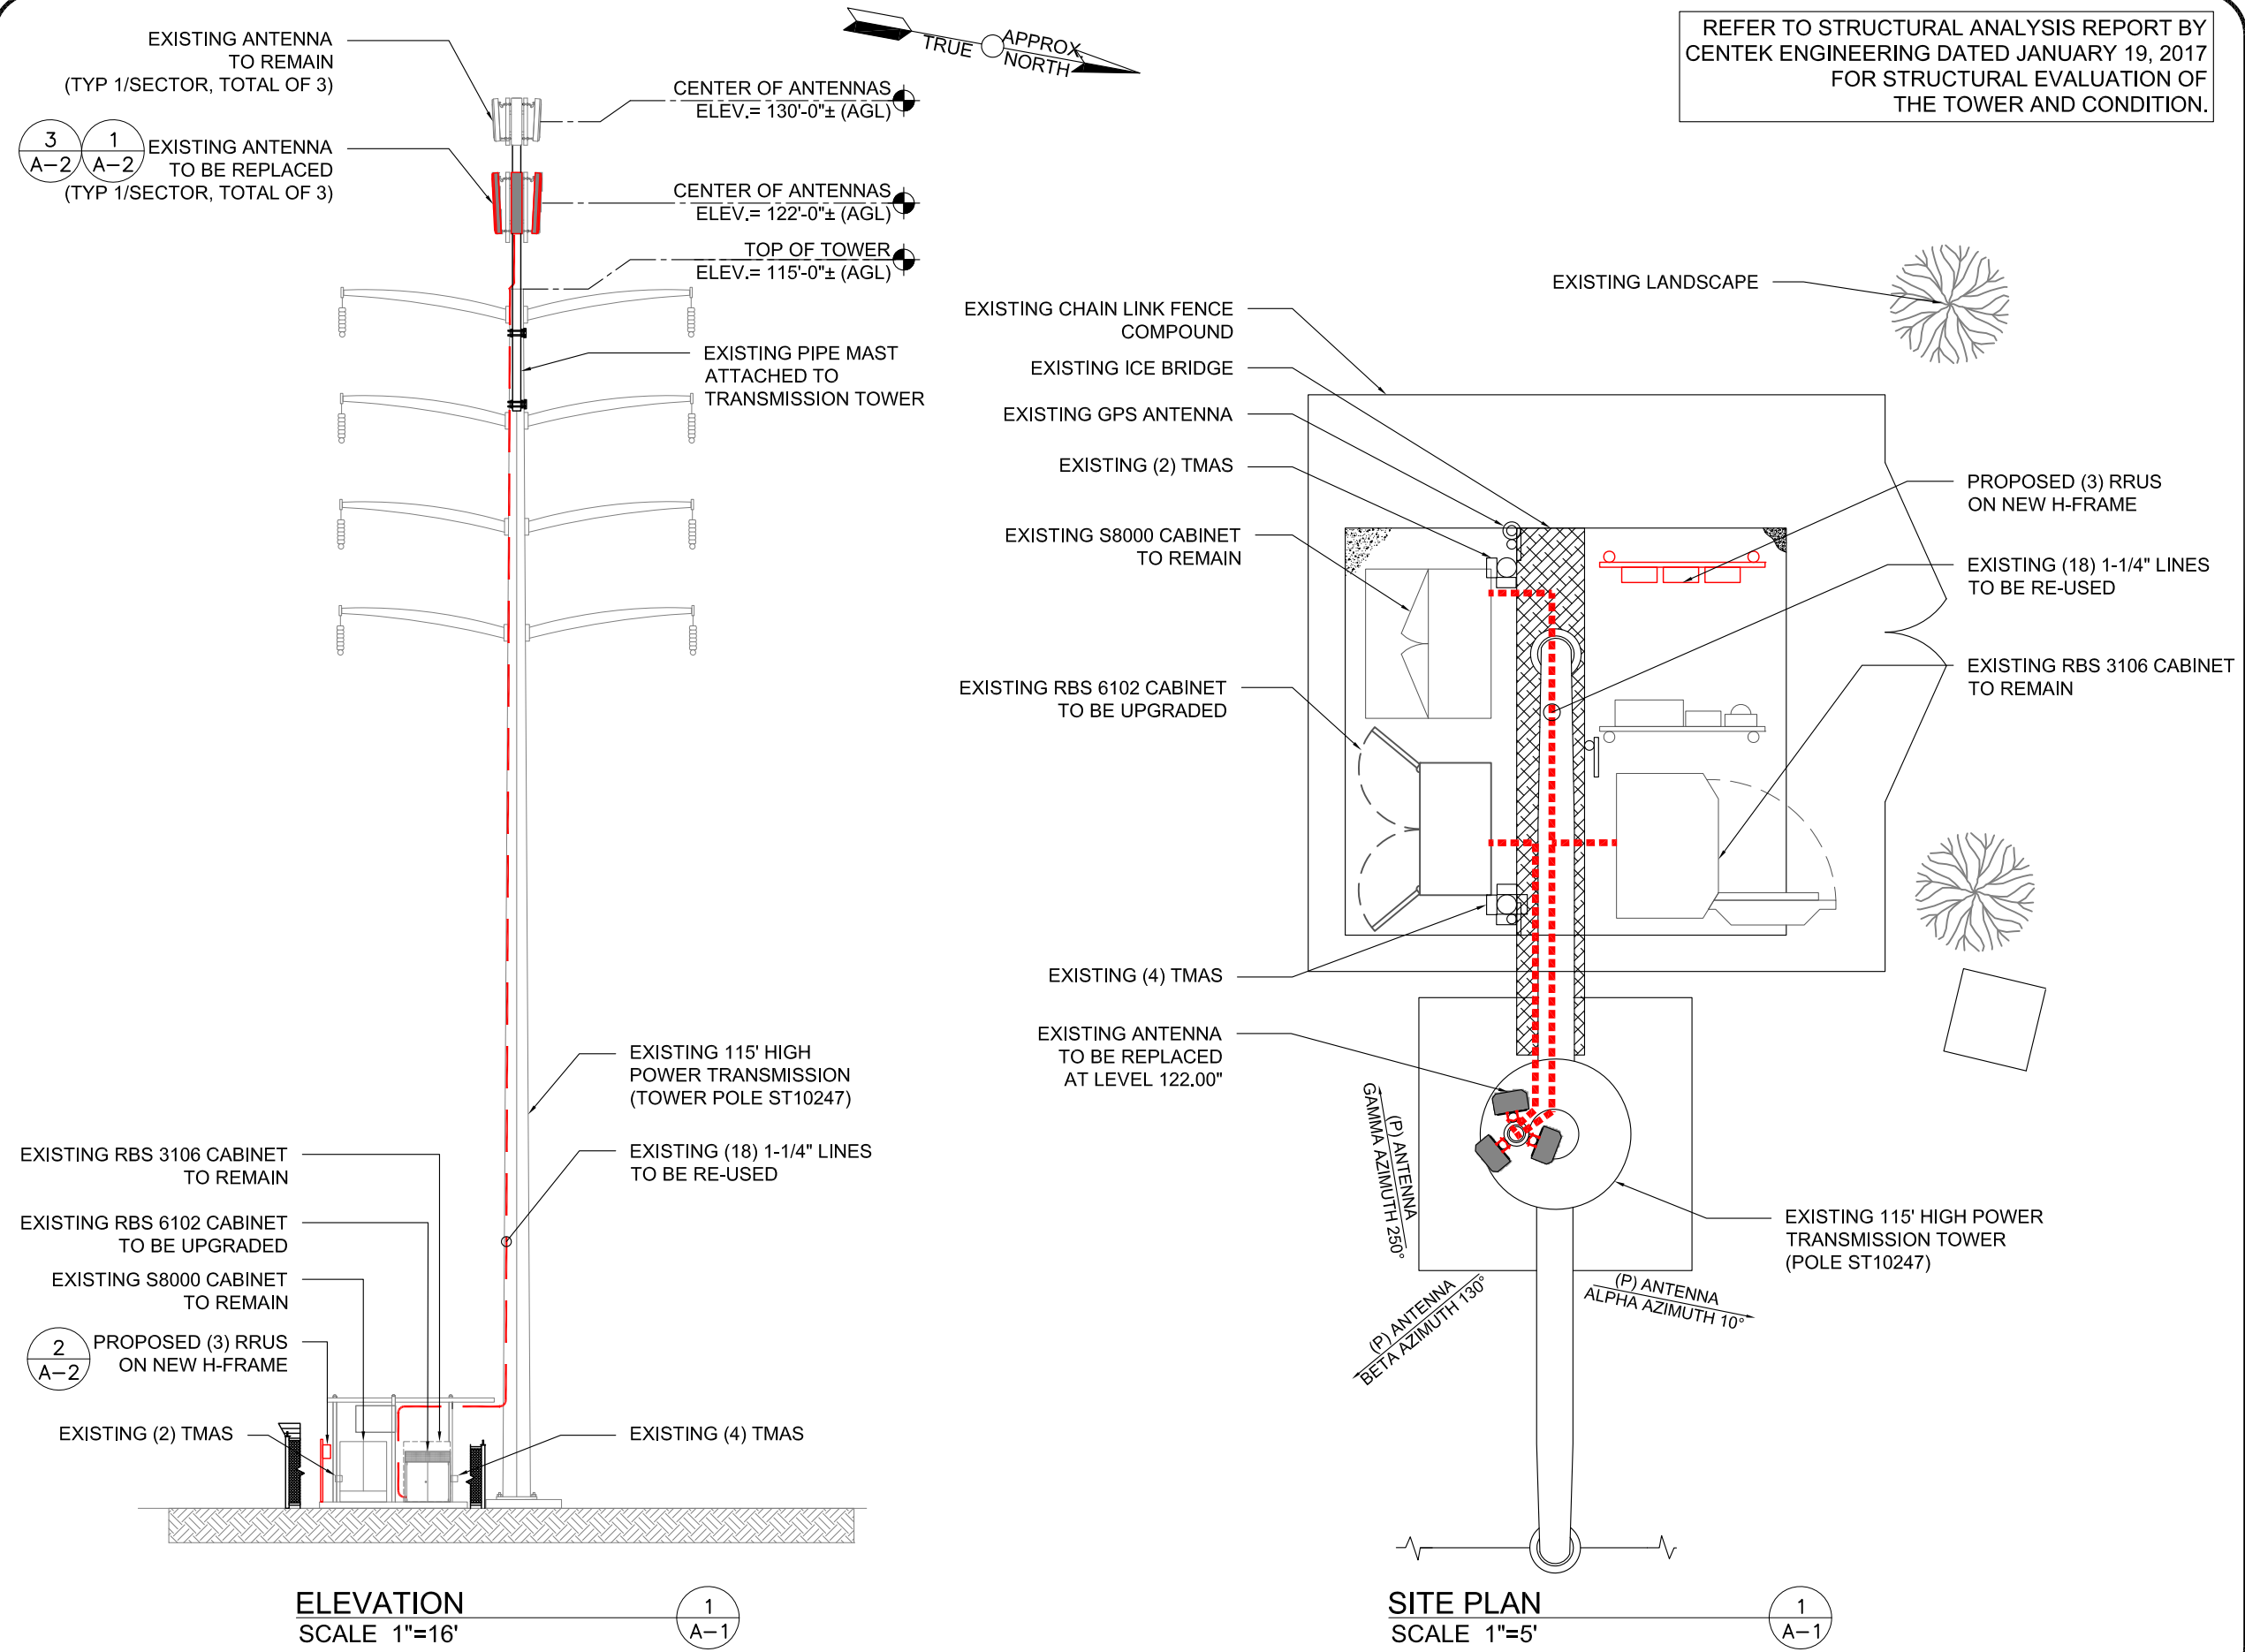 EXISTING ANTENNA
TO REMAIN
(TYP 1/SECTOR, TOTAL OF 3)
3
A-2
1
A-2
EXISTING ANTENNA
TO BE REPLACED
(TYP 1/SECTOR, TOTAL OF 3)
TRUE
APPROX.
NORTH
CENTER OF ANTENNAS
ELEV.= 130'-0"± (AGL)
CENTER OF ANTENNAS
ELEV.= 122'-0"± (AGL)
TOP OF TOWER
ELEV.= 115'-0"± (AGL)
EXISTING PIPE MAST
ATTACHED TO
TRANSMISSION TOWER
EXISTING 115' HIGH
POWER TRANSMISSION
(TOWER POLE ST10247)
EXISTING (18) 1-1/4" LINES
TO BE RE-USED
EXISTING RBS 3106 CABINET
TO REMAIN
EXISTING RBS 6102 CABINET
TO BE UPGRADED
EXISTING S8000 CABINET
TO REMAIN
2
A-2
PROPOSED (3) RRUS
ON NEW H-FRAME
EXISTING (2) TMAS
EXISTING (4) TMAS
ELEVATION
SCALE 1"=16'
1
A-1
REFER TO STRUCTURAL ANALYSIS REPORT BY
CENTEK ENGINEERING DATED JANUARY 19, 2017
FOR STRUCTURAL EVALUATION OF
THE TOWER AND CONDITION.
EXISTING LANDSCAPE
EXISTING CHAIN LINK FENCE
COMPOUND
EXISTING ICE BRIDGE
EXISTING GPS ANTENNA
EXISTING (2) TMAS
EXISTING S8000 CABINET
TO REMAIN
EXISTING RBS 6102 CABINET
TO BE UPGRADED
EXISTING (4) TMAS
EXISTING ANTENNA
TO BE REPLACED
AT LEVEL 122.00"
PROPOSED (3) RRUS
ON NEW H-FRAME
EXISTING (18) 1-1/4" LINES
TO BE RE-USED
EXISTING RBS 3106 CABINET
TO REMAIN
(P) ANTENNA
GAMMA AZIMUTH 250°
(P) ANTENNA
BETA AZIMUTH 130°
(P) ANTENNA
ALPHA AZIMUTH 10°
EXISTING 115' HIGH POWER
TRANSMISSION TOWER
(POLE ST10247)
SITE PLAN
SCALE 1"=5'
1
A-1